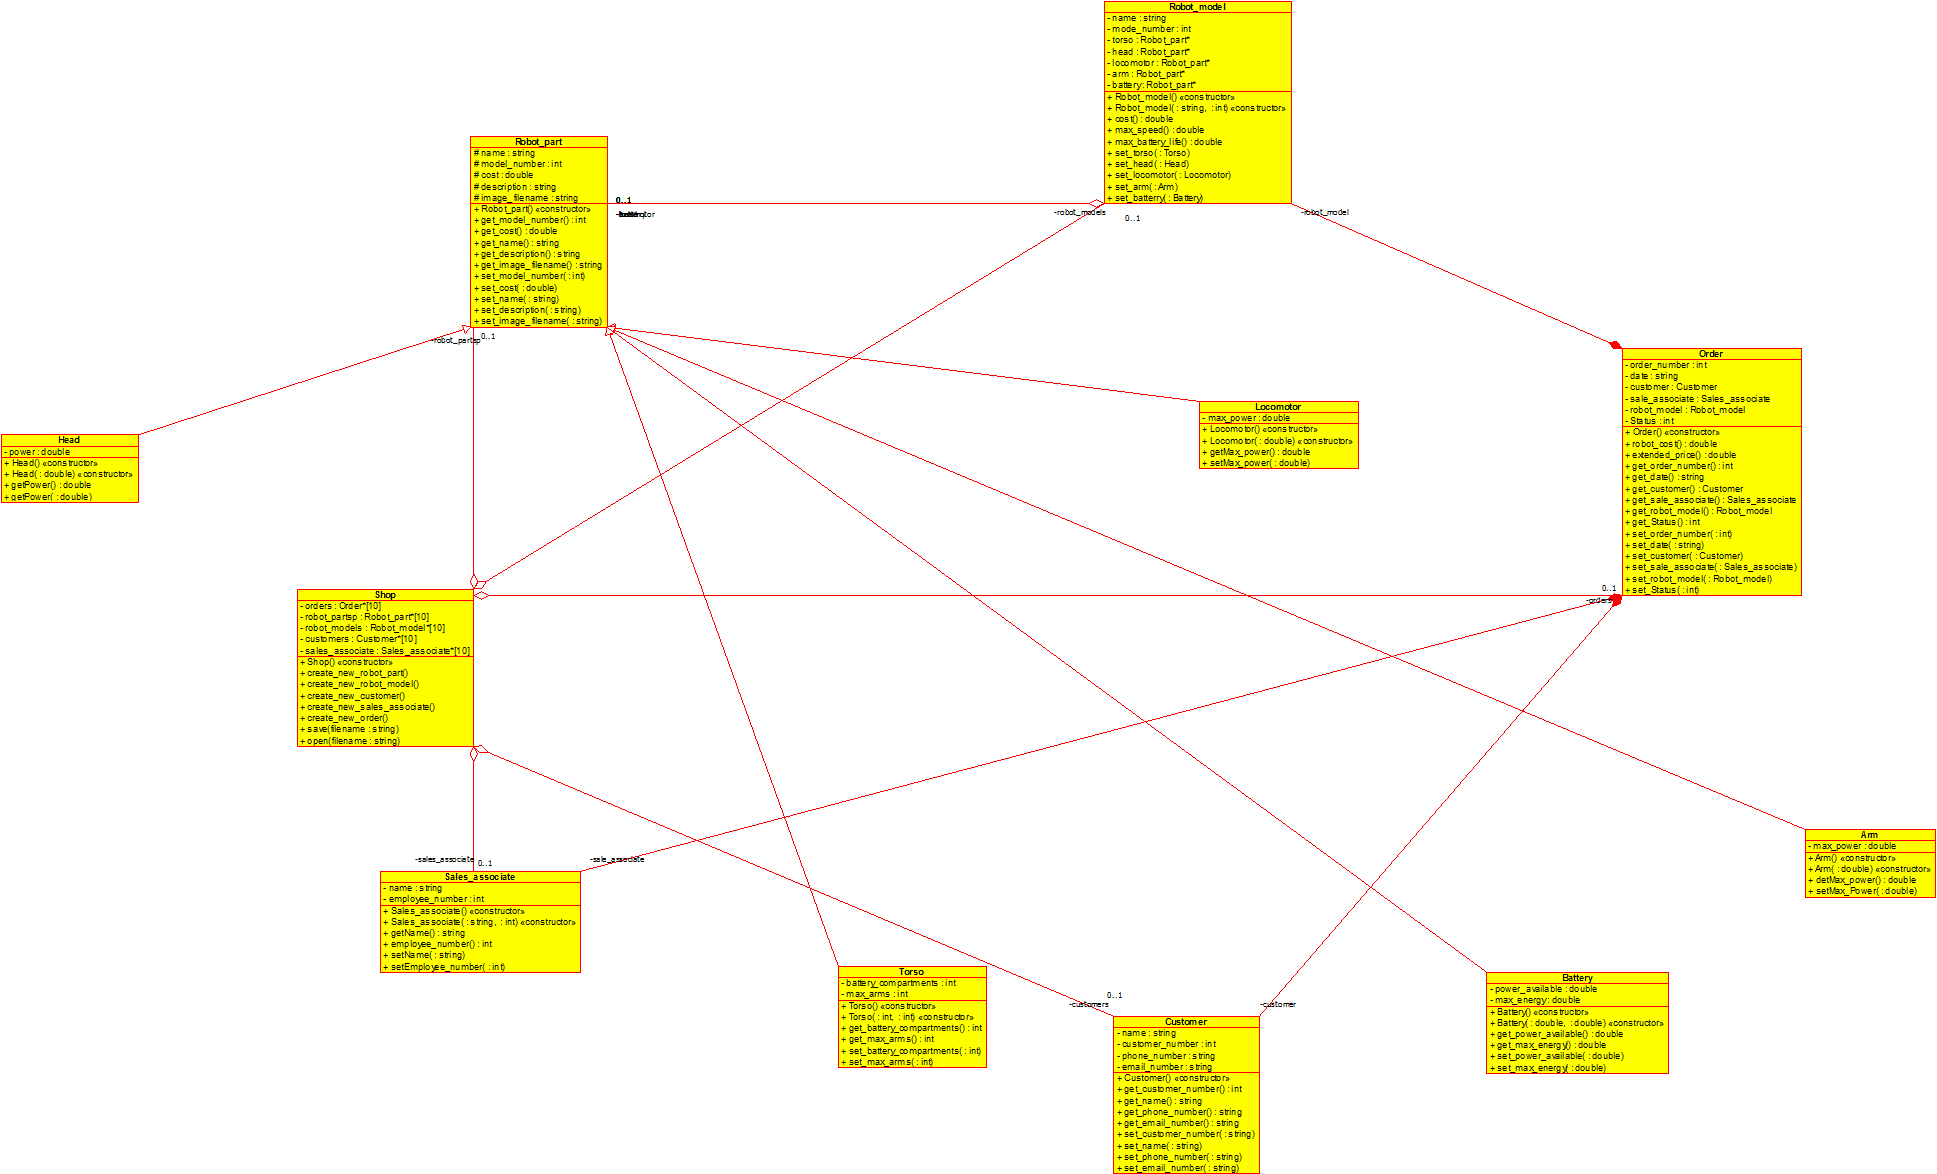 Robot_model
- name : string
- mode_number : int
- torso : Robot_part*
- head : Robot_part*
- locomotor : Robot_part*
- arm : Robot_part*
- battery: Robot_part*
+ Robot_model() «constructor»
+ Robot_model( : string, : int) «constructor»
+ cost() : double
+ max_speed() : double
+ max_battery_life() : double
+ set_torso( : Torso)
+ set_head( : Head)
+ set_locomotor( : Locomotor)
+ set_arm( : Arm)
+ set_batterry( : Battery)
Robot_part
# name : string
# model_number : int
# cost : double
# description : string
# image_filename : string
+ Robot_part() «constructor»
+ get_model_number() : int
+ get_cost() : double
+ get_name() : string
+ get_description() : string
+ get_image_filename() : string
+ set_model_number( : int)
+ set_cost( : double)
+ set_name( : string)
+ set_description( : string)
+ set_image_filename( : string)
0..1
-robot_models
0..1
-robot_model
-robot_partsp
0..1
Order
- order_number : int
- date : string
- customer : Customer
- sale_associate : Sales_associate
- robot_model : Robot_model
- Status : int
+ Order() «constructor»
+ robot_cost() : double
+ extended_price() : double
+ get_order_number() : int
+ get_date() : string
+ get_customer() : Customer
+ get_sale_associate() : Sales_associate
+ get_robot_model() : Robot_model
+ get_Status() : int
+ set_order_number( : int)
+ set_date( : string)
+ set_customer( : Customer)
+ set_sale_associate( : Sales_associate)
+ set_robot_model( : Robot_model)
+ set_Status( : int)
Locomotor
- max_power : double
+ Locomotor() «constructor»
+ Locomotor( : double) «constructor»
+ getMax_power() : double
+ setMax_power( : double)
Head
- power : double
+ Head() «constructor»
+ Head( : double) «constructor»
+ getPower() : double
+ getPower( : double)
Shop
- orders : Order*[10]
- robot_partsp : Robot_part*[10]
- robot_models : Robot_model*[10]
- customers : Customer*[10]
- sales_associate : Sales_associate*[10]
+ Shop() «constructor»
+ create_new_robot_part()
+ create_new_robot_model()
+ create_new_customer()
+ create_new_sales_associate()
+ create_new_order()
+ save(filename : string)
+ open(filename : string)
0..1
-orders
-sales_associate
0..1
-sale_associate
Sales_associate
- name : string
- employee_number : int
+ Sales_associate() «constructor»
+ Sales_associate( : string, : int) «constructor»
+ getName() : string
+ employee_number() : int
+ setName( : string)
+ setEmployee_number( : int)
Arm
- max_power : double
+ Arm() «constructor»
+ Arm( : double) «constructor»
+ detMax_power() : double
+ setMax_Power( : double)
Torso
- battery_compartments : int
- max_arms : int
+ Torso() «constructor»
+ Torso( : int, : int) «constructor»
+ get_battery_compartments() : int
+ get_max_arms() : int
+ set_battery_compartments( : int)
+ set_max_arms( : int)
Battery
- power_available : double
- max_energy: double
+ Battery() «constructor»
+ Battery( : double, : double) «constructor»
+ get_power_available() : double
+ get_max_energy() : double
+ set_power_available( : double)
+ set_max_energy( : double)
0..1
-customers
-customer
Customer
- name : string
- customer_number : int
- phone_number : string
- email_number : string
+ Customer() «constructor»
+ get_customer_number() : int
+ get_name() : string
+ get_phone_number() : string
+ get_email_number() : string
+ set_customer_number( : string)
+ set_name( : string)
+ set_phone_number( : string)
+ set_email_number( : string)